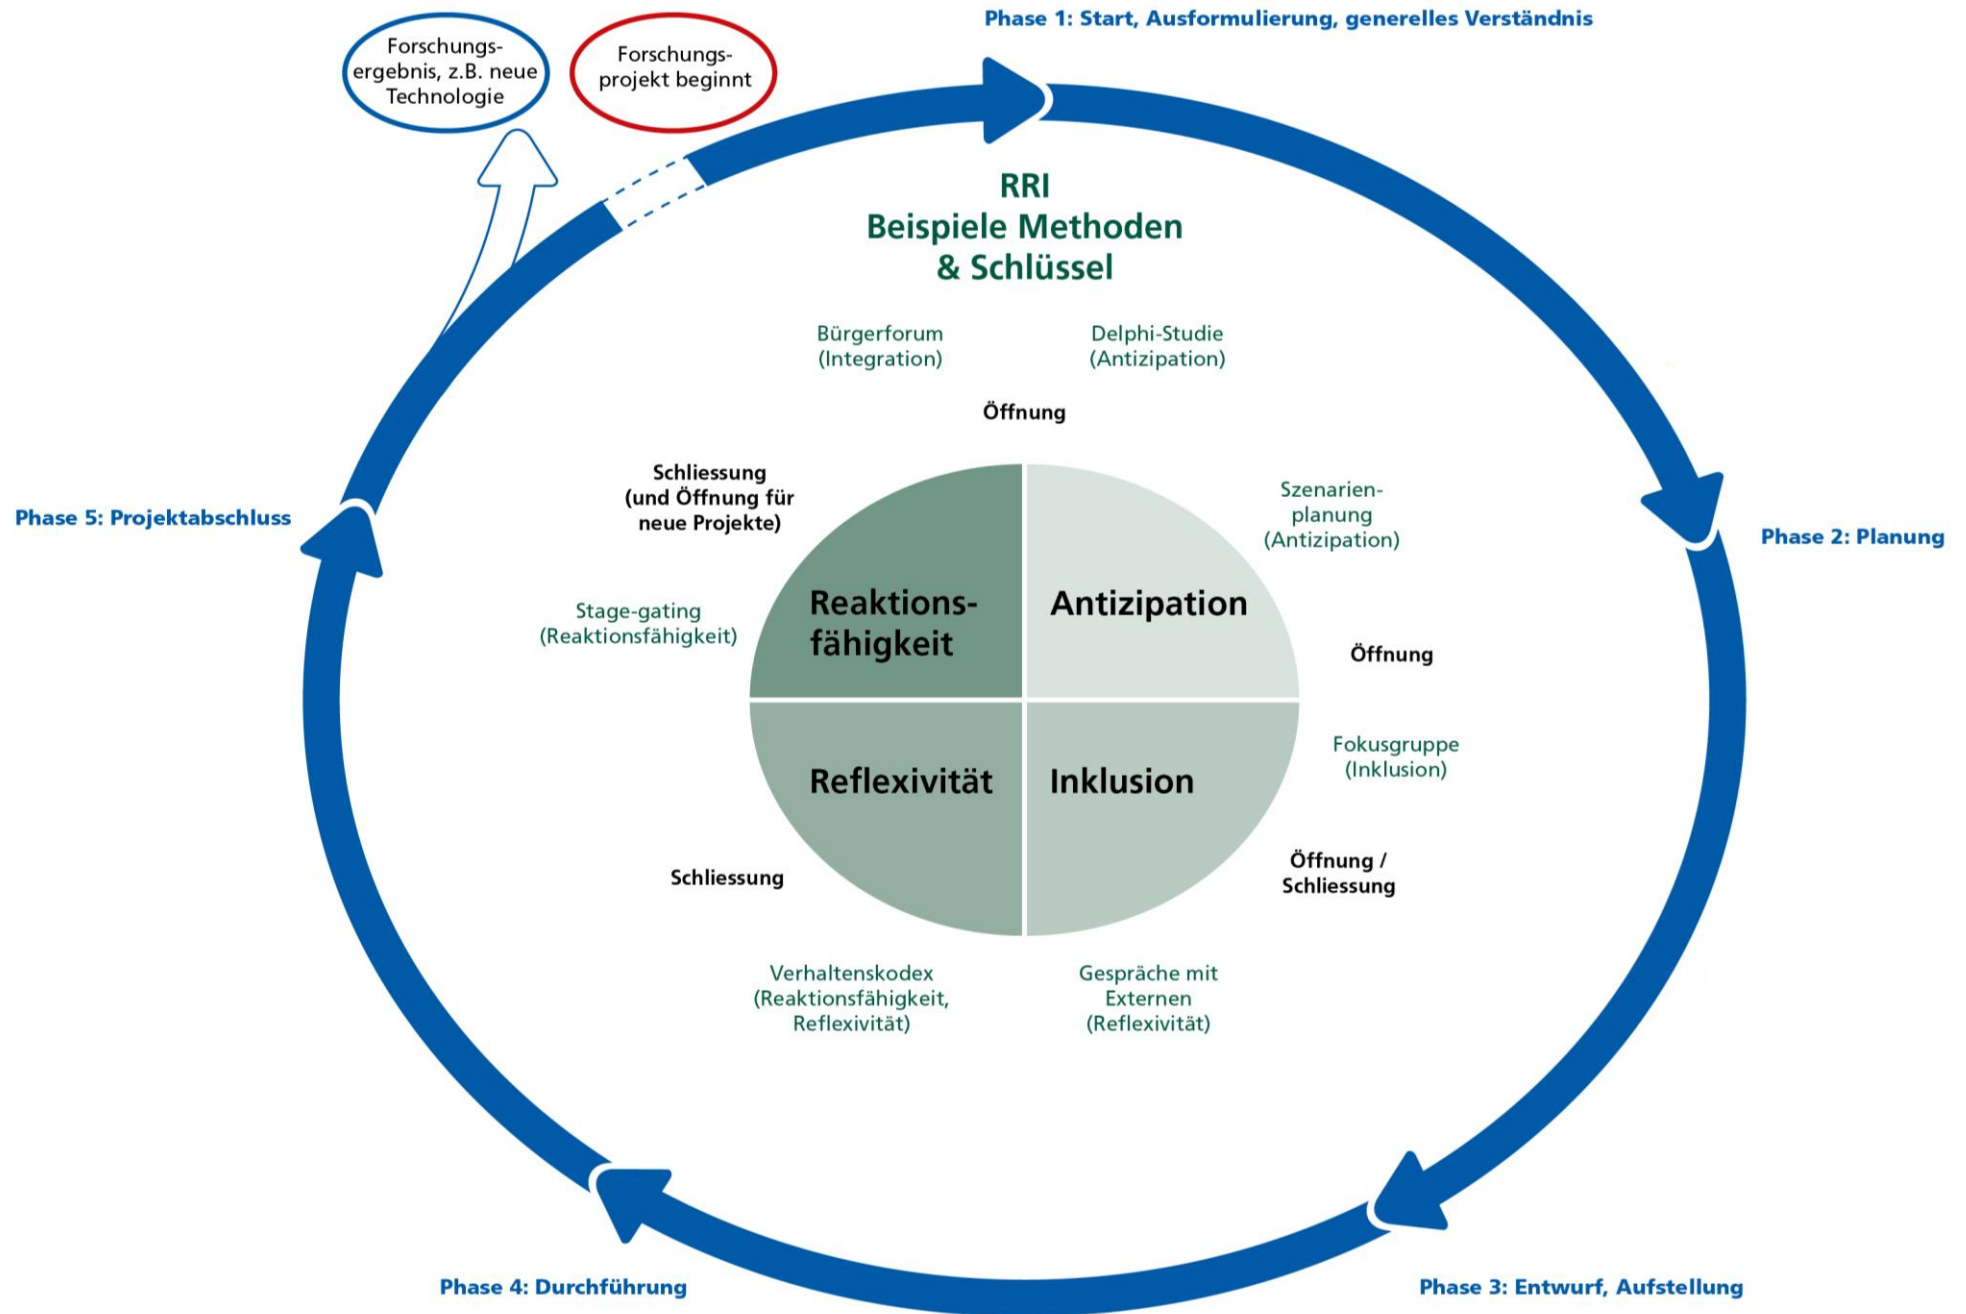 Phase 1: Start, Ausformulierung, generelles Verständnis
Forschungs-
ergebnis, z.B. neue
Technologie
Forschungs-
projekt beginnt
RRI
Beispiele Methoden
& Schlüssel
Bürgerforum
(Integration)
Delphi-Studie
(Antizipation)
Öffnung
Schliessung
(und Öffnung für
neue Projekte)
Szenarien-
planung
(Antizipation)
Phase 5: Projektabschluss
Phase 2: Planung
Stage-gating
(Reaktionsfähigkeit)
Reaktions-
fähigkeit
Antizipation
Öffnung
Fokusgruppe
(Inklusion)
Reflexivität
Inklusion
Schliessung
Öffnung /
Schliessung
Verhaltenskodex
(Reaktionsfähigkeit,
Reflexivität)
Gespräche mit
Externen
(Reflexivität)
Phase 4: Durchführung
Phase 3: Entwurf, Aufstellung